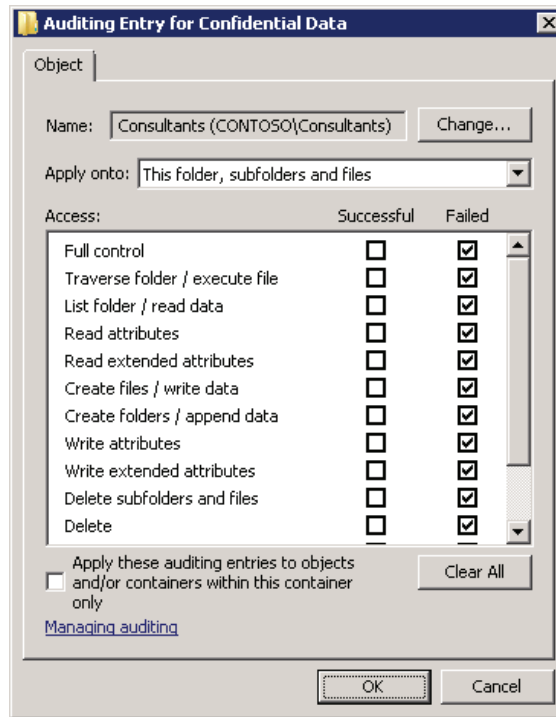 Auditing Entry for Confidential Data
Object
Name: Consultants (CONTOSO\Consultants) Change...
Apply onto: This folder, subfolders and files
Access: Successful Failed
Full control
Traverse folder / execute file
List folder / read data
Read attributes
Read extended attributes
Create files / write data
Create folders / append data
Write attributes
Write extended attributes
Delete subfolders and files
Delete
Apply these auditing entries to objects
and/or containers within this container
only
Clear All
Managing auditing
OK Cancel